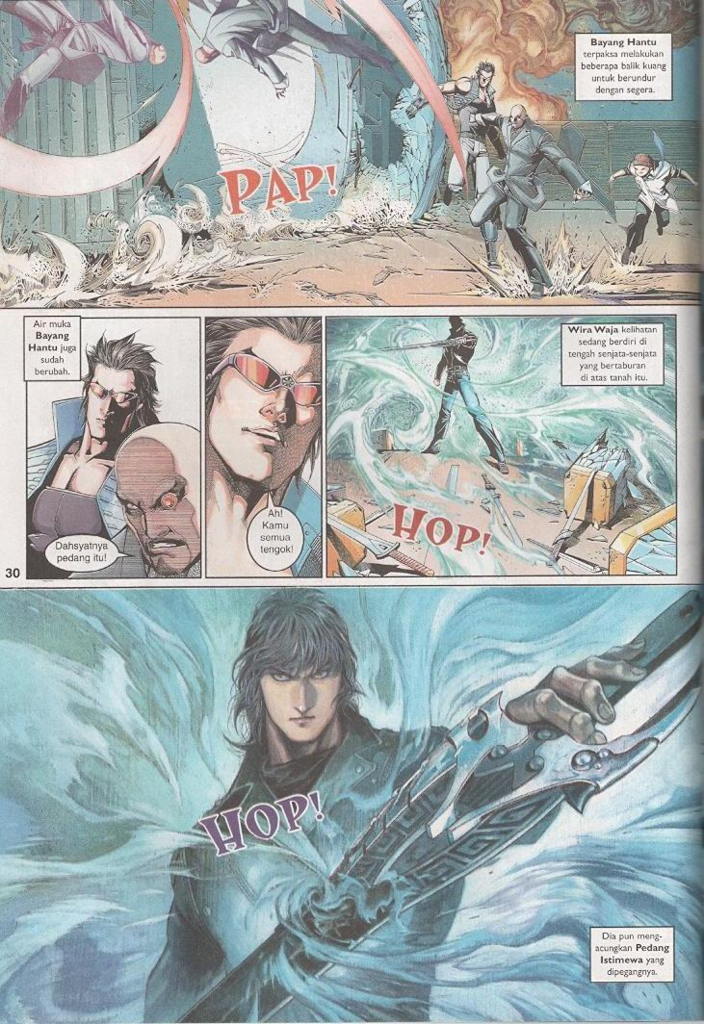 Bayang Hantu
terpaksa melakukan
beberapa balik kuang
untuk berundur
dengan segera.
PAP!
Air muka
Bayang
Hantu juga
sudah
berubah.
Dahsyatnya
pedang itu!
Ah!
Kamu
semua
tengok!
Wira Waja kelihatan
sedang berdiri di
tengah senjata-senjata
yang bertaburan
di atas tanah itu.
HOP!
30
HOP!
Dia pun meng-
acungkan Pedang
Istimewa yang
dipegangnya.